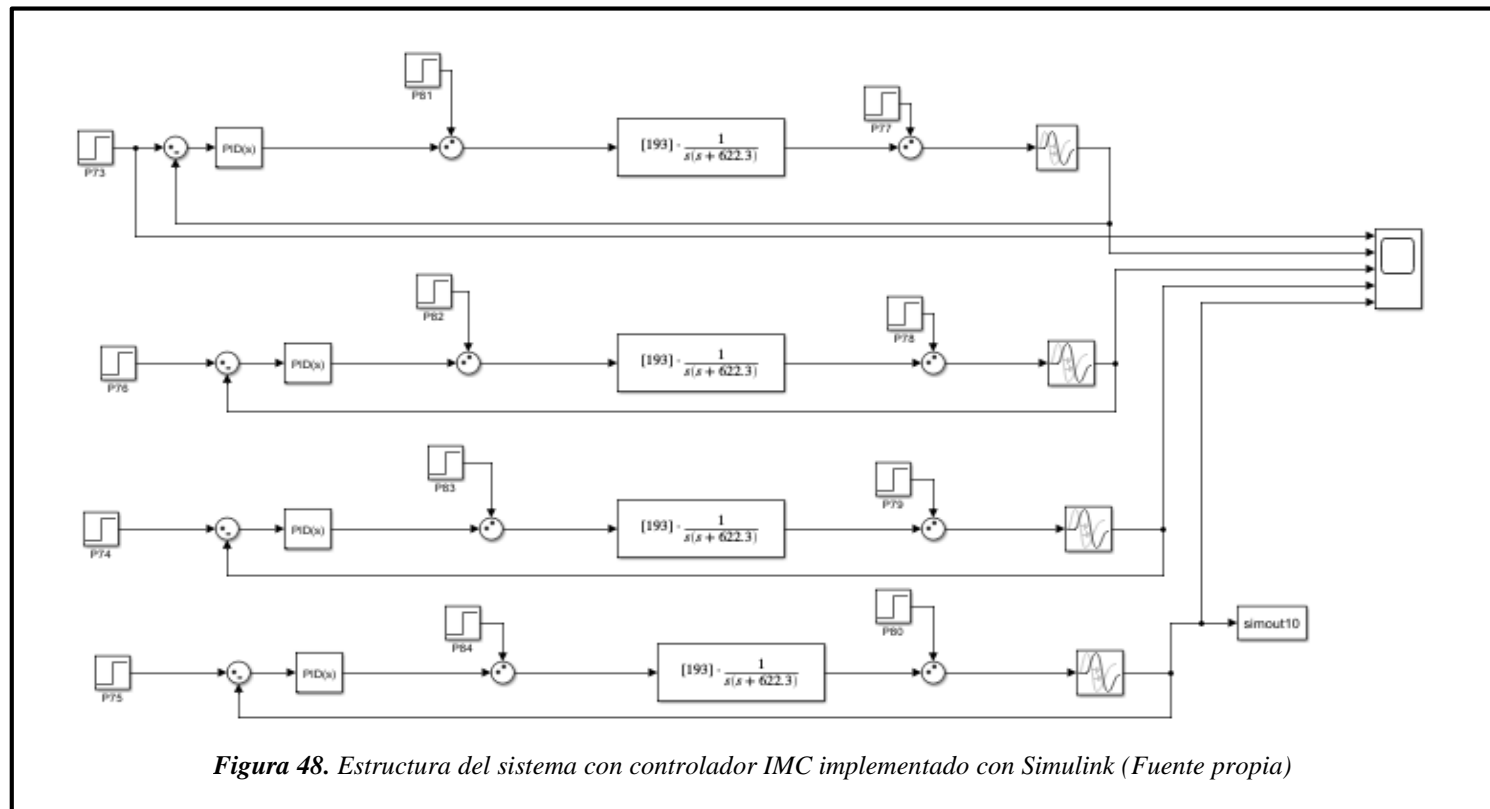 P81
P77
P73
PID(s)
[193] · 1
s(s + 622.3)
P82
P78
P76
PID(s)
[193] · 1
s(s + 622.3)
P83
P79
P74
PID(s)
[193] · 1
s(s + 622.3)
P84
P80
P75
PID(s)
[193] · 1
s(s + 622.3)
simout10
Figura 48. Estructura del sistema con controlador IMC implementado con Simulink (Fuente propia)